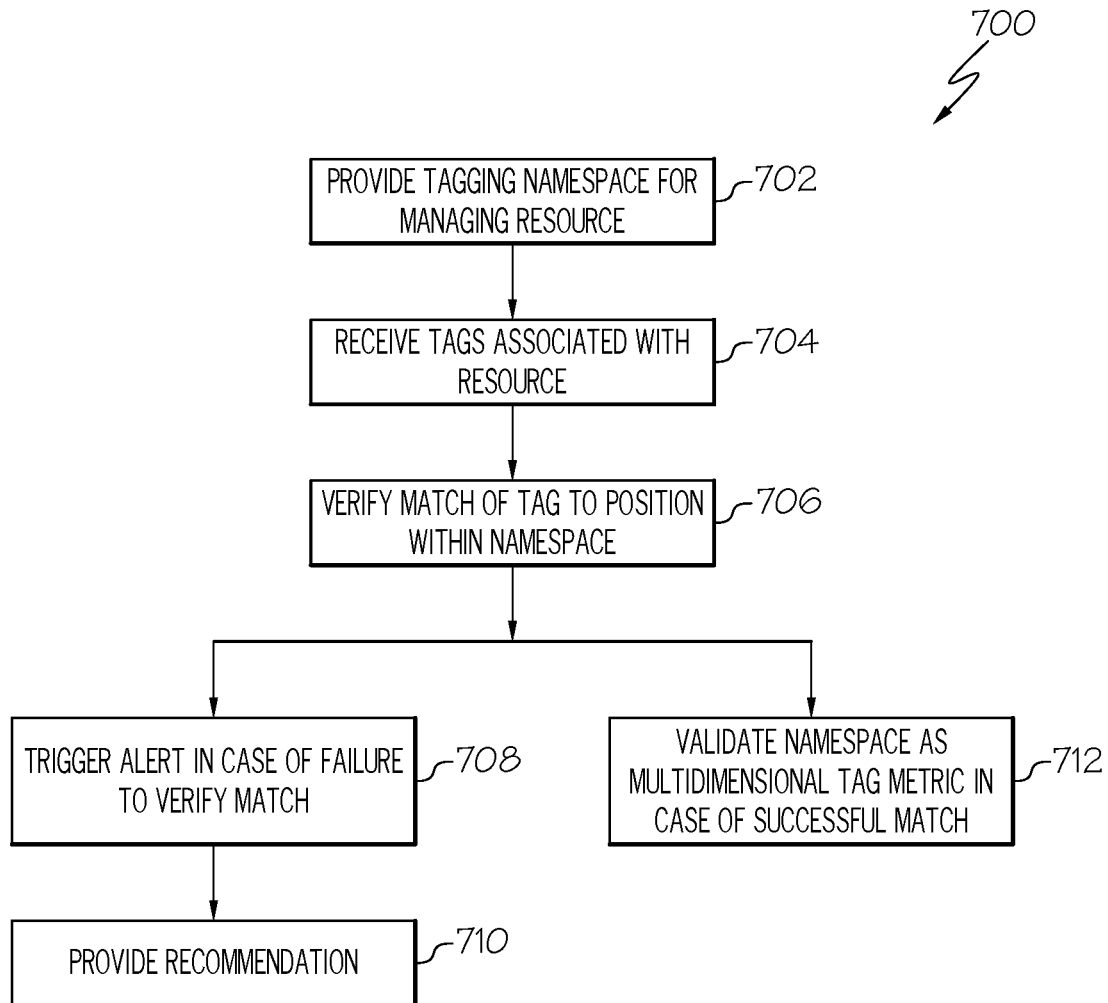 700
PROVIDE TAGGING NAMESPACE FOR
MANAGING RESOURCE
702
RECEIVE TAGS ASSOCIATED WITH
RESOURCE
704
VERIFY MATCH OF TAG TO POSITION
WITHIN NAMESPACE
706
TRIGGER ALERT IN CASE OF FAILURE
TO VERIFY MATCH
708
VALIDATE NAMESPACE AS
MULTIDIMENSIONAL TAG METRIC IN
CASE OF SUCCESSFUL MATCH
712
PROVIDE RECOMMENDATION
710